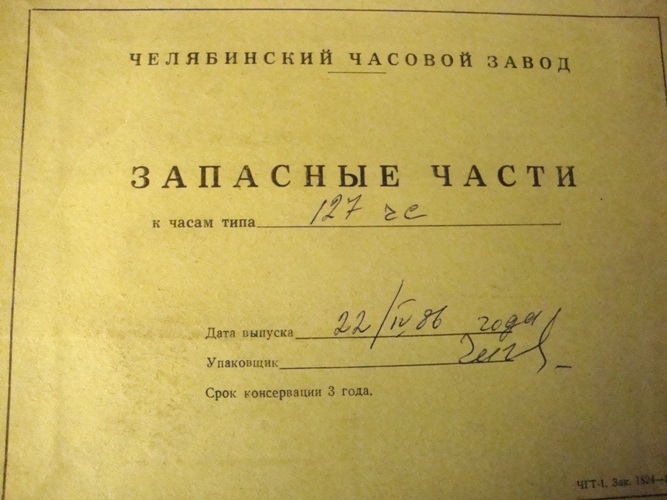 ЧЕЛЯБИНСКИЙ ЧАСОВОЙ ЗАВОД
ЗАПАСНЫЕ ЧАСТИ
к часам типа 127 чс
Дата выпуска 22/IV 86 года
Упаковщик
Срок консервации 3 года.
ЧГТ-1, Зак.